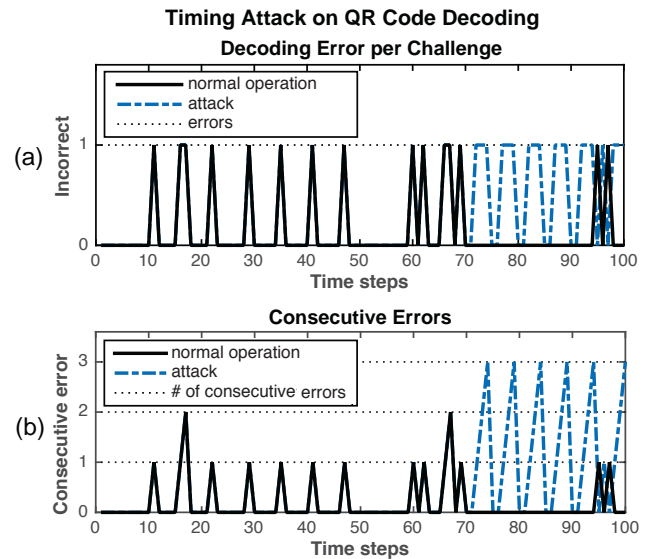 Timing Attack on QR Code Decoding
Decoding Error per Challenge
normal operation
attack
errors
(a)
Incorrect
1
0
0 10 20 30 40 50 60 70 80 90 100
Time steps
Consecutive Errors
normal operation
attack
# of consecutive errors
(b)
Consecutive error
3
2
1
0
0 10 20 30 40 50 60 70 80 90 100
Time steps